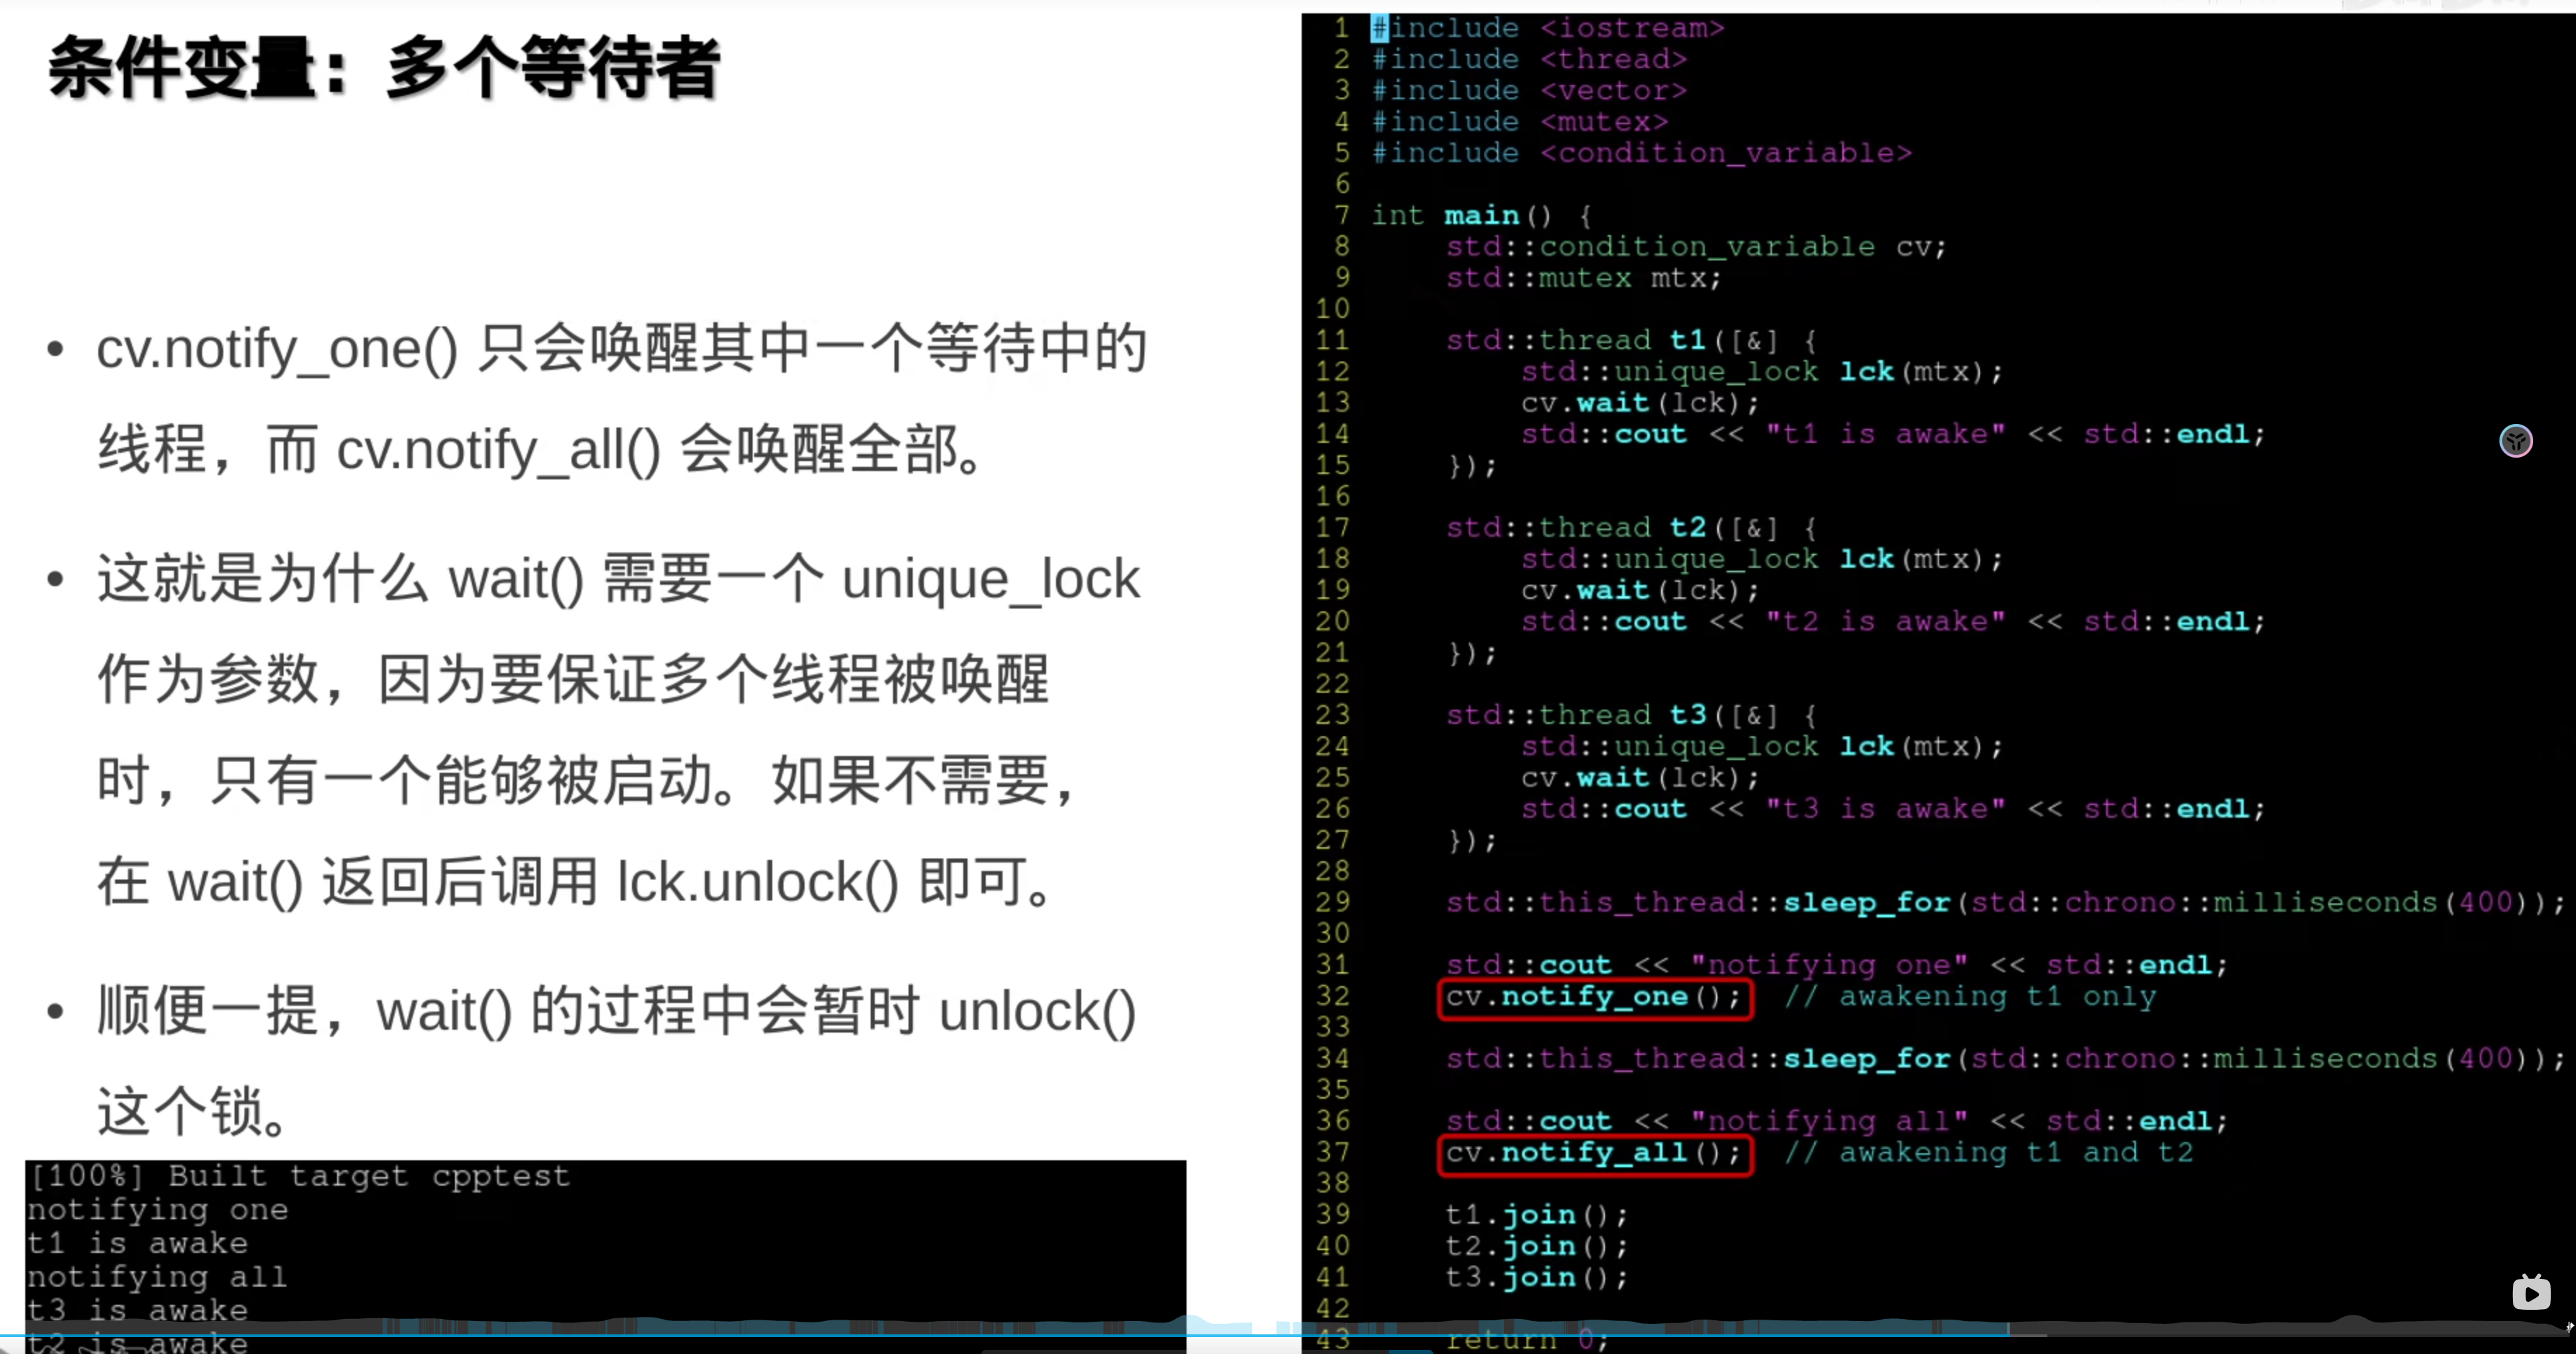 条件变量：多个等待者
• cv.notify_one() 只会唤醒其中一个等待中的
线程，而 cv.notify_all() 会唤醒全部。
• 这就是为什么 wait() 需要一个 unique_lock
作为参数，因为要保证多个线程被唤醒
时，只有一个能够被启动。如果不需要，
在 wait() 返回后调用 lck.unlock() 即可。
• 顺便一提，wait() 的过程中会暂时 unlock()
这个锁。
[100%] Built target cpptest
notifying one
t1 is awake
notifying all
t3 is awake
t2 is awake
1 #include <iostream>
2 #include <thread>
3 #include <vector>
4 #include <mutex>
5 #include <condition_variable>
6
7 int main() {
8     std::condition_variable cv;
9     std::mutex mtx;
10
11     std::thread t1([&] {
12         std::unique_lock lck(mtx);
13         cv.wait(lck);
14         std::cout << "t1 is awake" << std::endl;
15     });
16
17     std::thread t2([&] {
18         std::unique_lock lck(mtx);
19         cv.wait(lck);
20         std::cout << "t2 is awake" << std::endl;
21     });
22
23     std::thread t3([&] {
24         std::unique_lock lck(mtx);
25         cv.wait(lck);
26         std::cout << "t3 is awake" << std::endl;
27     });
28
29     std::this_thread::sleep_for(std::chrono::milliseconds(400));
30
31     std::cout << "notifying one" << std::endl;
32     cv.notify_one();  // awakening t1 only
33
34     std::this_thread::sleep_for(std::chrono::milliseconds(400));
35
36     std::cout << "notifying all" << std::endl;
37     cv.notify_all();  // awakening t1 and t2
38
39     t1.join();
40     t2.join();
41     t3.join();
42
43     return 0;